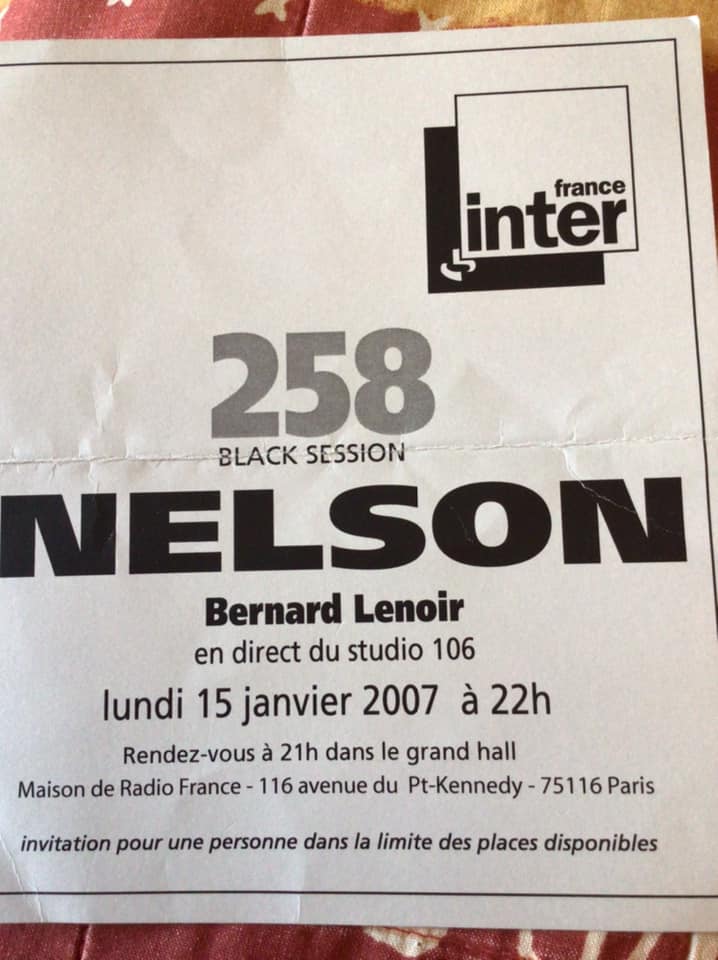 france
inter
258
BLACK SESSION
NELSON
Bernard Lenoir
en direct du studio 106
lundi 15 janvier 2007 à 22h
Rendez-vous à 21h dans le grand hall
Maison de Radio France - 116 avenue du Pt-Kennedy - 75116 Paris
invitation pour une personne dans la limite des places disponibles